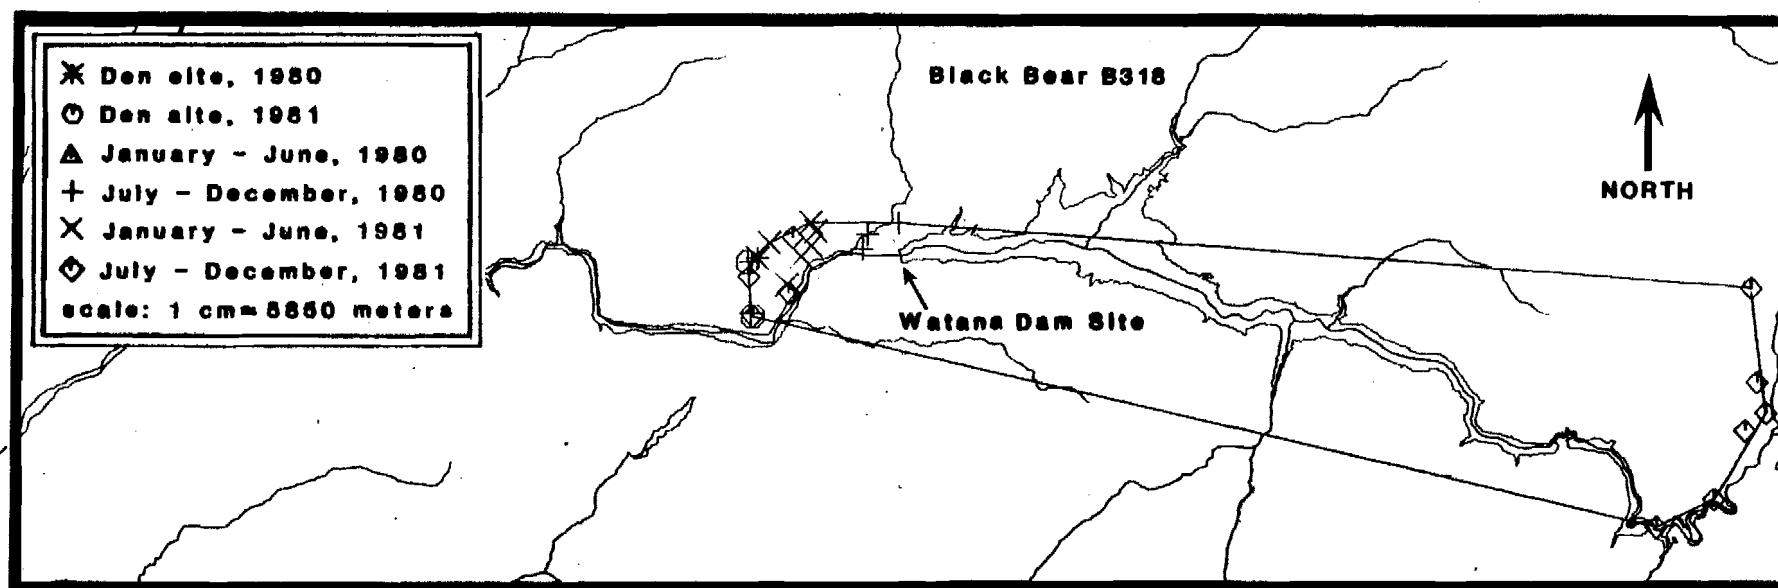 Den site, 1980
Den site, 1981
January - June, 1980
July - December, 1980
January - June, 1981
July - December, 1981
scale: 1 cm = 5850 meters
Black Bear B318
NORTH
Watana Dam Site